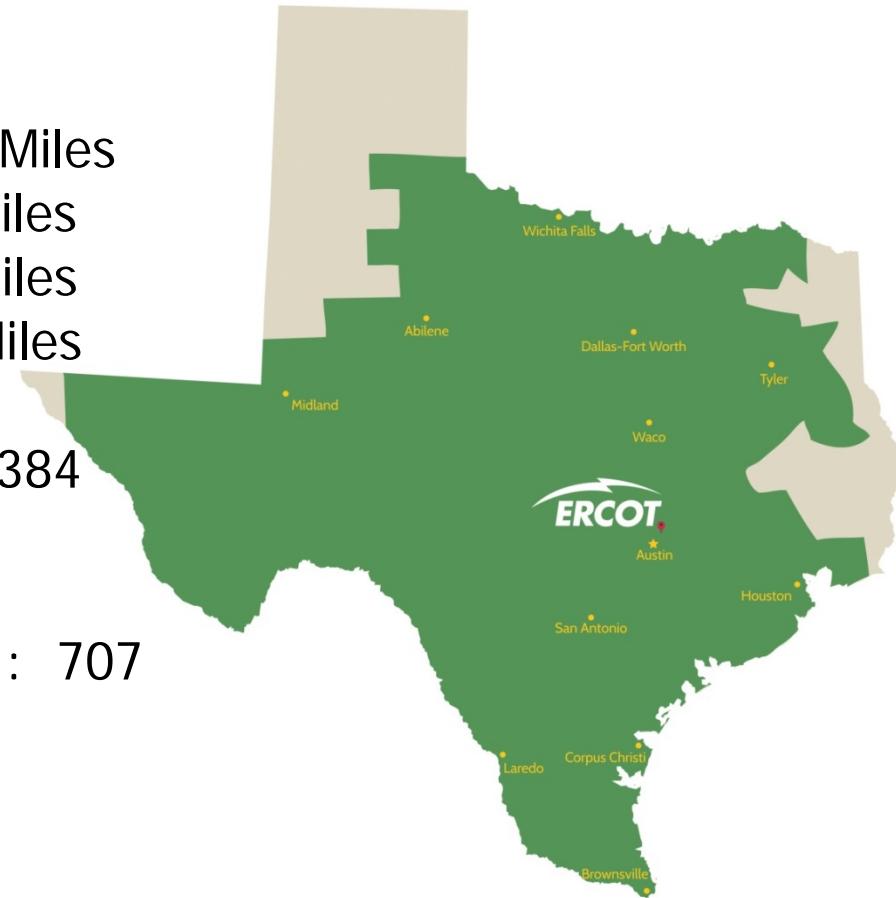 Miles
iles
iles
liles
384
: 707
Wichita Falls
Abilene
Dallas-Fort Worth
Tyler
Midland
Waco
ERCOT
Austin
Houston
San Antonio
Corpus Christi
Laredo
Brownsville